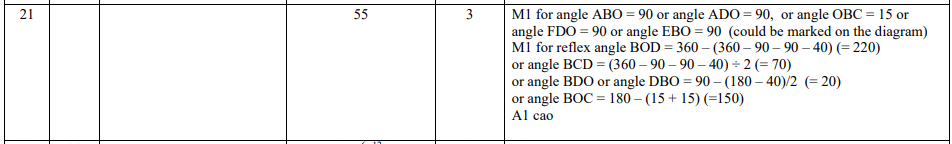 21 55 3 M1 for angle ABO = 90 or angle ADO = 90, or angle OBC = 15 or
angle FDO = 90 or angle EBO = 90 (could be marked on the diagram)
M1 for reflex angle BOD = 360 – (360 – 90 – 90 – 40) (= 220)
or angle BCD = (360 – 90 – 90 – 40) ÷ 2 (= 70)
or angle BDO or angle DBO = 90 – (180 – 40)/2 (= 20)
or angle BOC = 180 – (15 + 15) (=150)
A1 cao